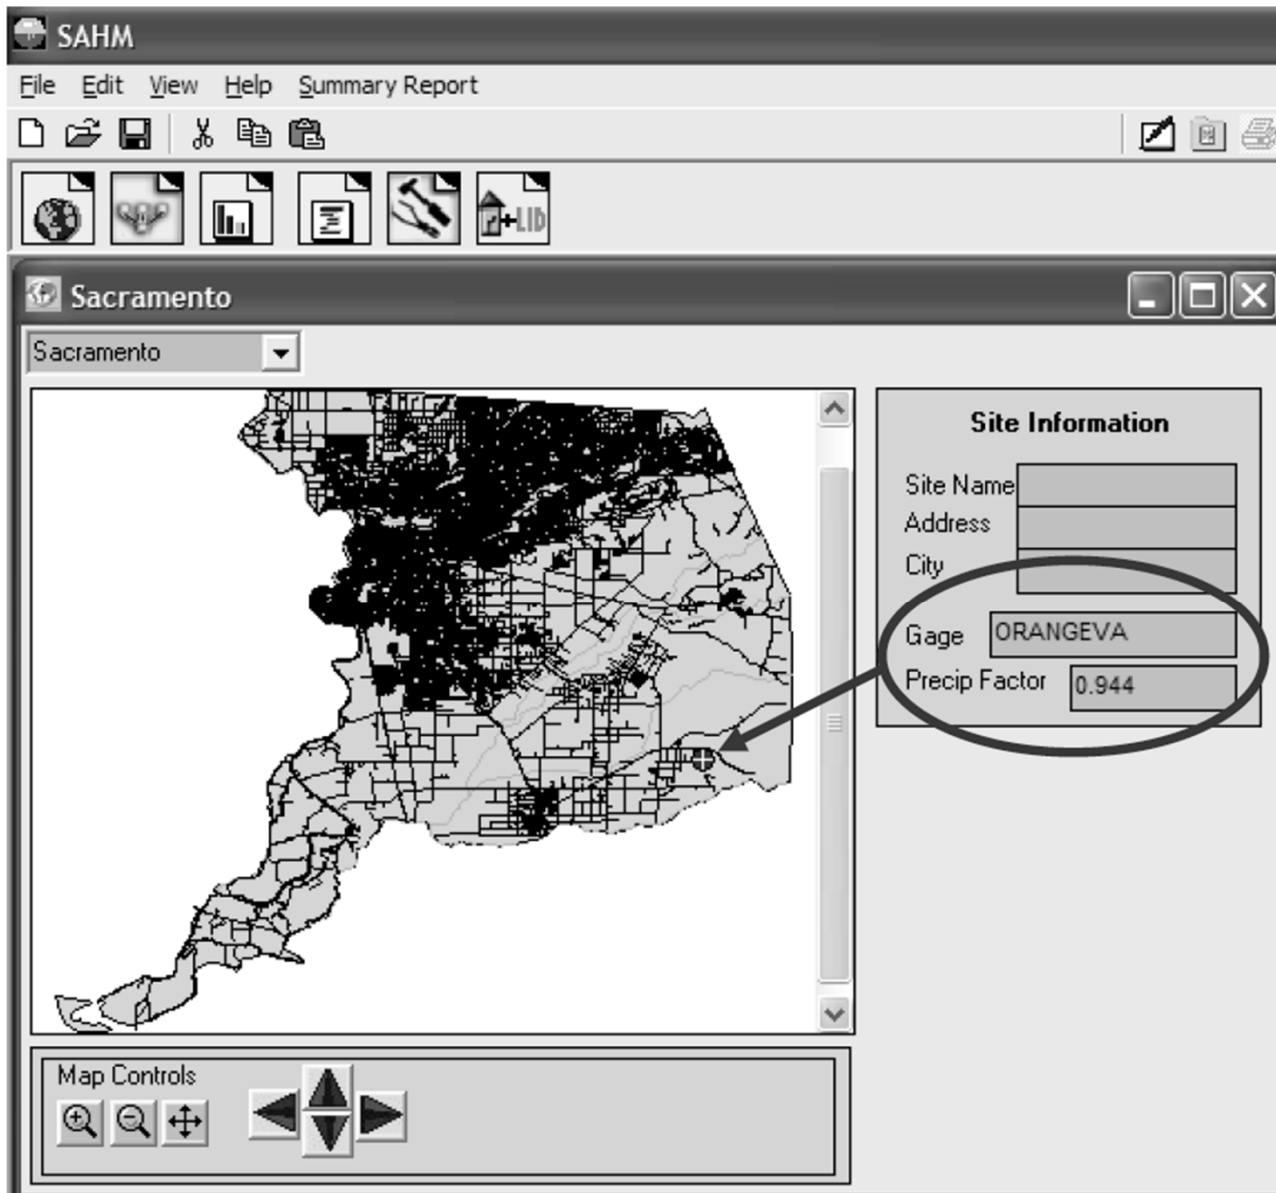 SAHM
File Edit View Help Summary Report
+LIB
Sacramento
Sacramento
Site Information
Site Name
Address
City
Gage ORANGEVA
Precip Factor 0.944
Map Controls